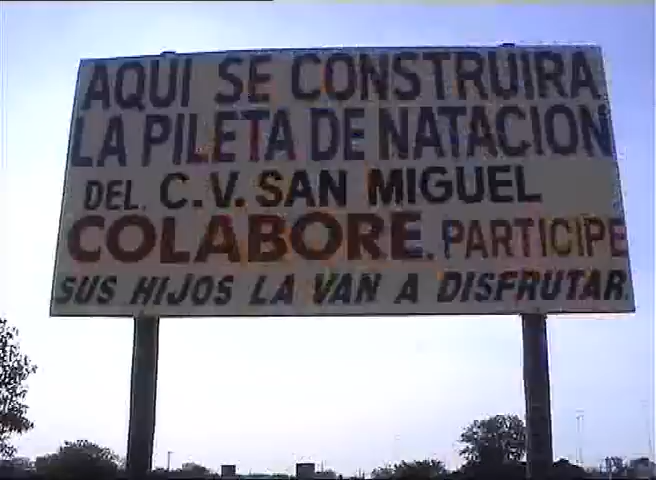 AQUI SE CONSTRUIRA
LA PILETA DE NATACION
DEL C.V. SAN MIGUEL
COLABORE. PARTICIPE
SUS HIJOS LA VAN A DISFRUTAR.